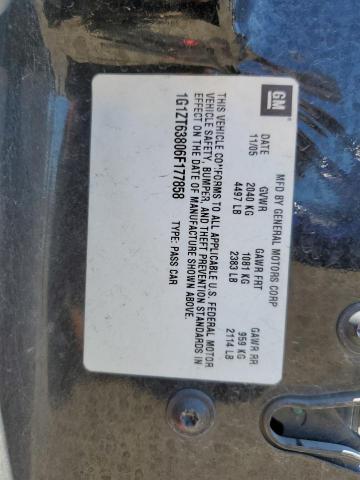 GM
MFD BY GENERAL MOTORS CORP
DATE GVWR GAWR FRT GAWR RR
11/05 2040 KG 1081 KG 959 KG
4497 LB 2383 LB 2114 LB
THIS VEHICLE CO"FORMS TO ALL APPLICABLE U.S. FEDERAL MOTOR
VEHICLE SAFETY, BUMPER, AND THEFT PREVENTION STANDARDS IN
EFFECT ON THE DATE OF MANUFACTURE SHOWN ABOVE.
1G1ZT63806F177858 TYPE: PASS CAR